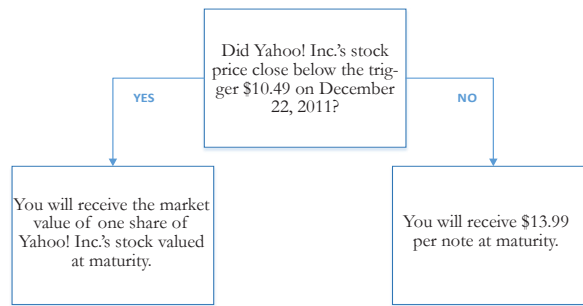 Did Yahoo! Inc.'s stock
price close below the trig-
ger $10.49 on December
22, 2011?
YES
NO
You will receive the market
value of one share of
Yahoo! Inc.'s stock valued
at maturity.
You will receive $13.99
per note at maturity.